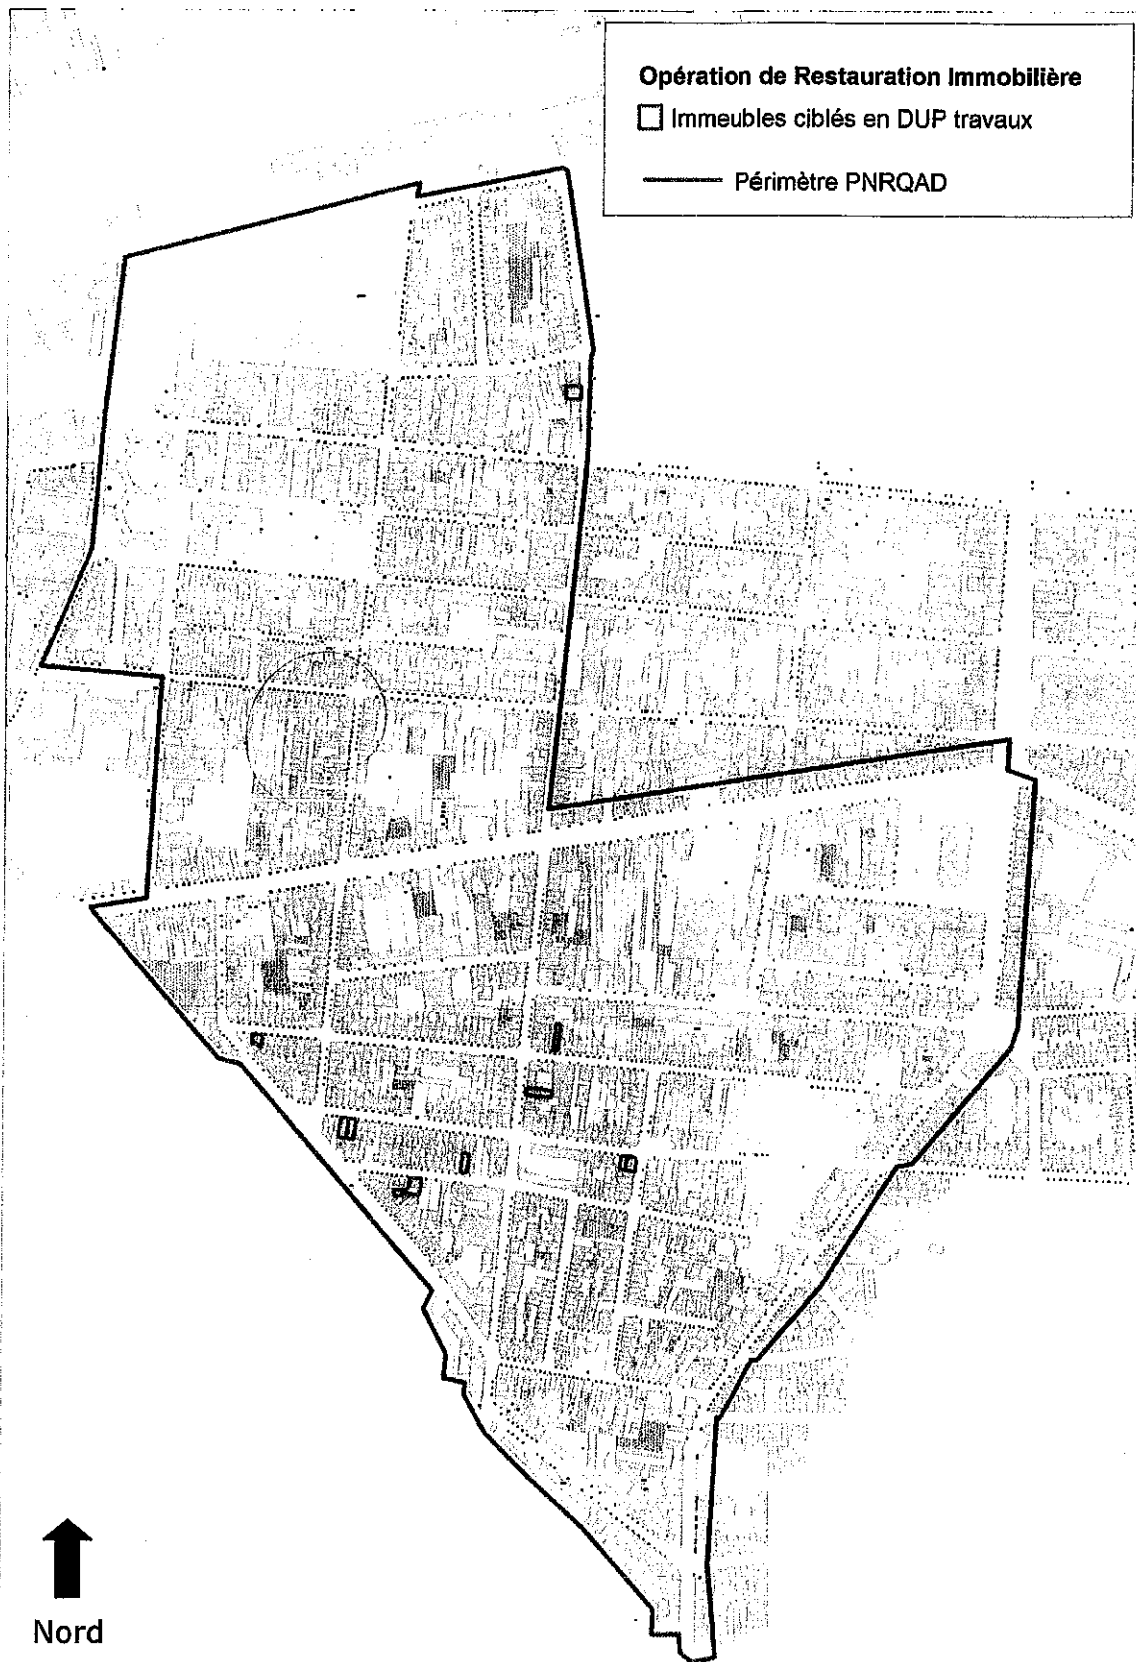 Opération de Restauration Immobilière
Immeubles ciblés en DUP travaux
Périmètre PNRQAD
Nord